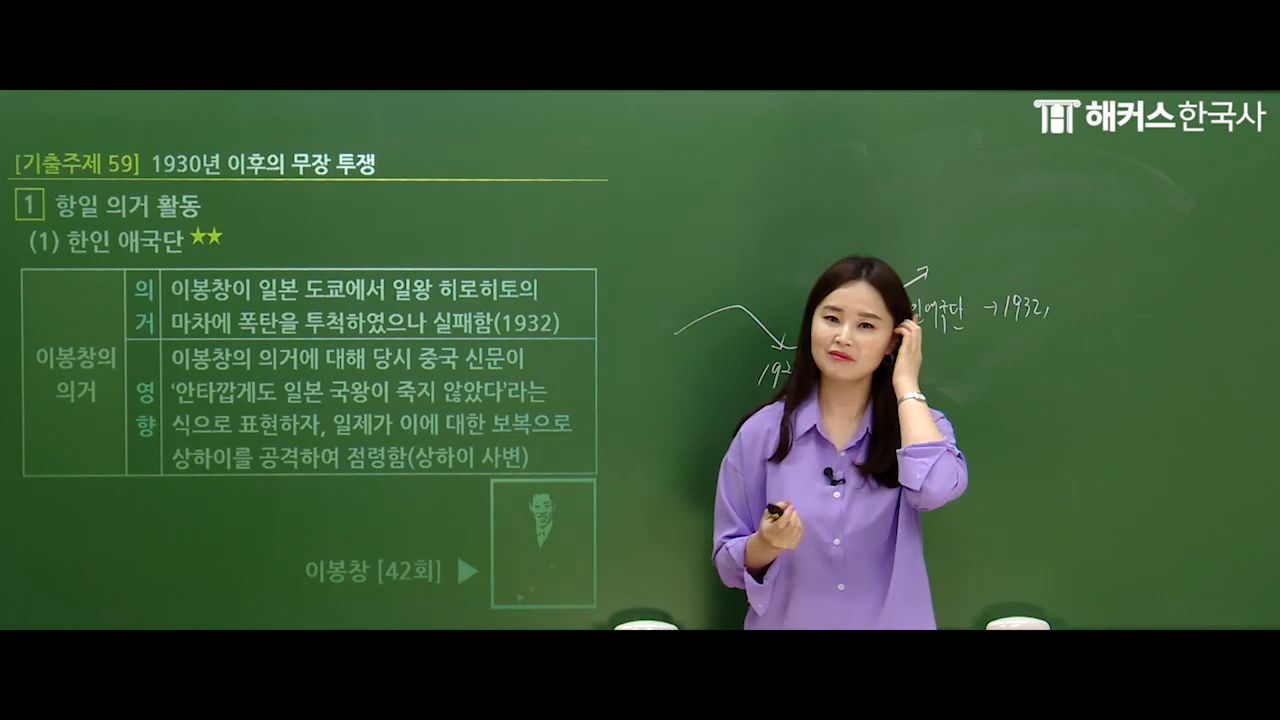 해커스한국사
[기출주제 59] 1930년 이후의 무장 투쟁
1 항일 의거 활동
(1) 한인 애국단 ★★
이봉창의
의거
의
거
이봉창이 일본 도쿄에서 일왕 히로히토의
마차에 폭탄을 투척하였으나 실패함(1932)
영
향
이봉창의 의거에 대해 당시 중국 신문이
‘안타깝게도 일본 국왕이 죽지 않았다’라는
식으로 표현하자, 일제가 이에 대한 보복으로
상하이를 공격하여 점령함(상하이 사변)
이봉창 [42회] ▶
애국단 → 1932,